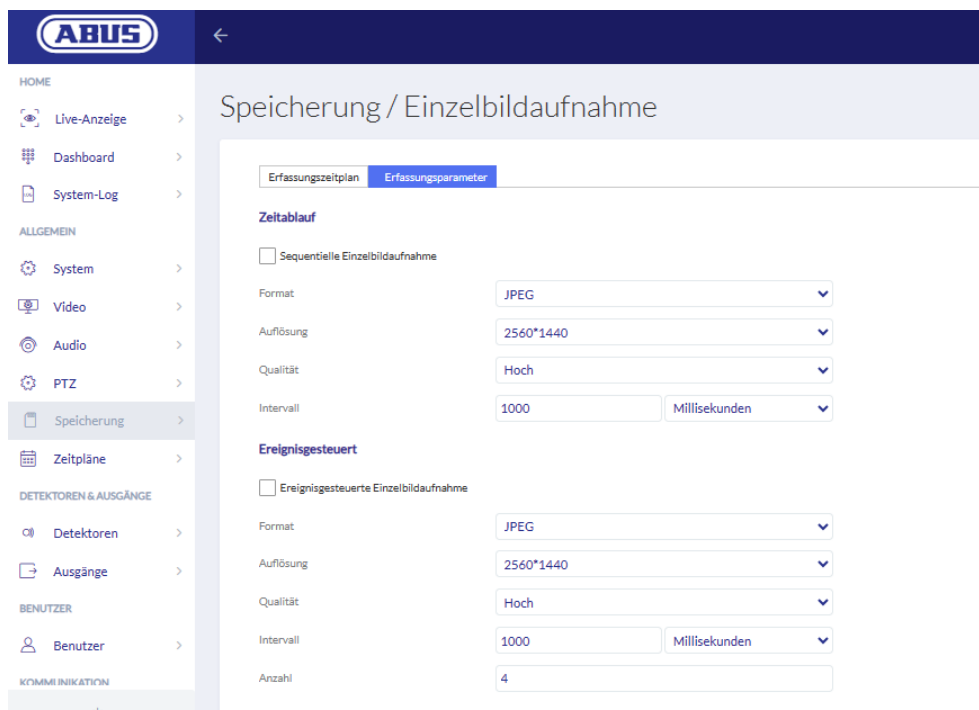 ABUS
HOME
Live-Anzeige
Dashboard
System-Log
ALLGEMEIN
System
Video
Audio
PTZ
Speicherung
Zeitpläne
DETEKTOREN & AUSGÄNGE
Detektoren
Ausgänge
BENUTZER
Benutzer
KOMMUNIKATION
Speicherung / Einzelbildaufnahme
Erfassungszeitplan Erfassungsparameter
Zeitablauf
Sequentielle Einzelbildaufnahme
Format JPEG
Auflösung 2560*1440
Qualität Hoch
Intervall 1000 Millisekunden
Ereignisgesteuert
Ereignisgesteuerte Einzelbildaufnahme
Format JPEG
Auflösung 2560*1440
Qualität Hoch
Intervall 1000 Millisekunden
Anzahl 4